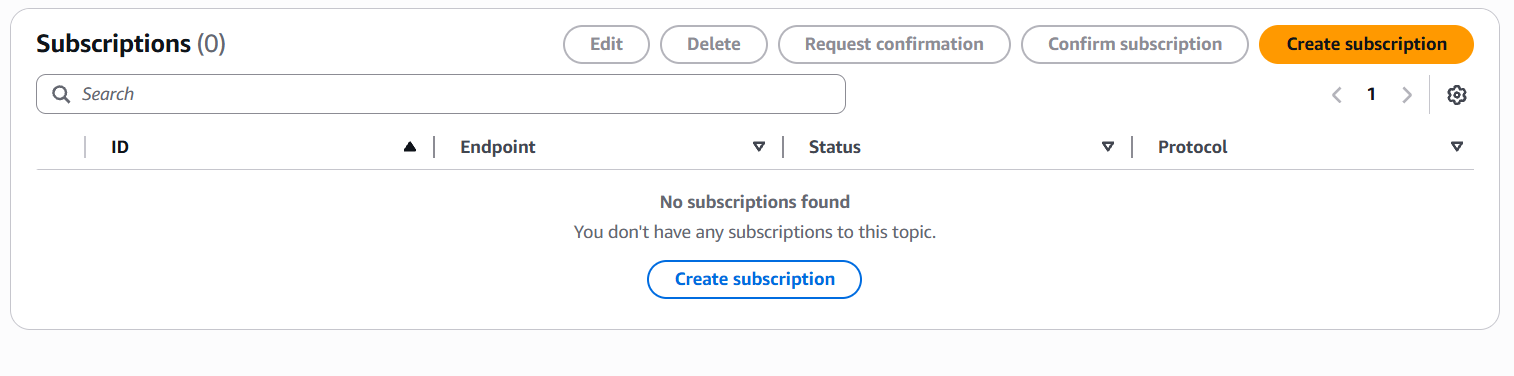 Subscriptions (0)
Edit
Delete
Request confirmation
Confirm subscription
Create subscription
Search
1
ID
Endpoint
Status
Protocol
No subscriptions found
You don't have any subscriptions to this topic.
Create subscription